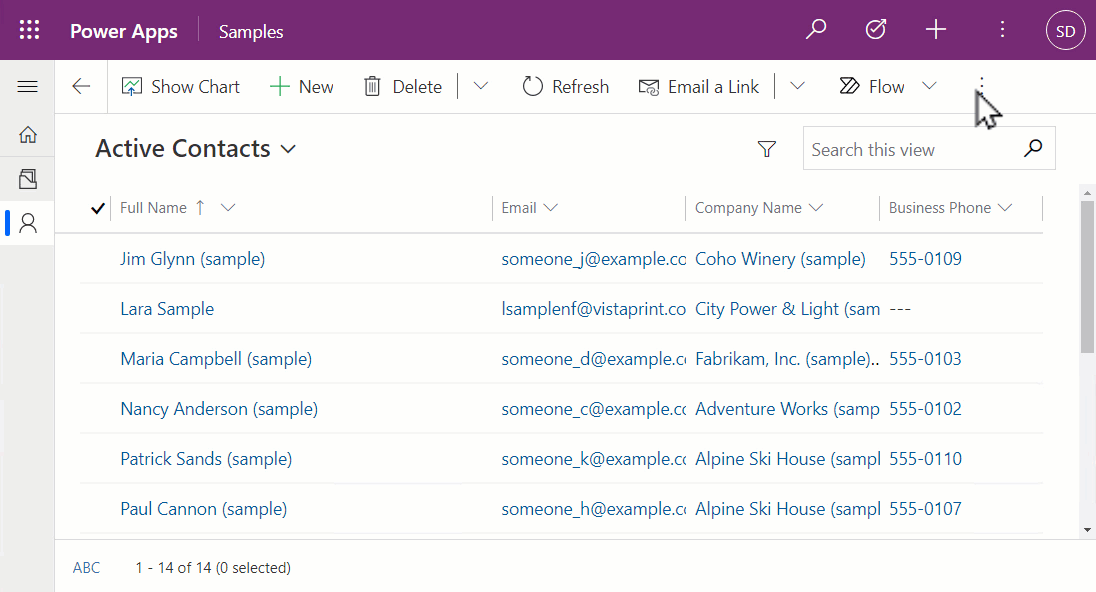 Power Apps Samples SD
Show Chart New Delete Refresh Email a Link Flow
Active Contacts Search this view
Full Name Email Company Name Business Phone
Jim Glynn (sample) someone_j@example.co Coho Winery (sample) 555-0109
Lara Sample lsamplenf@vistaprint.co City Power & Light (sam ---
Maria Campbell (sample) someone_d@example.co Fabrikam, Inc. (sample).. 555-0103
Nancy Anderson (sample) someone_c@example.co Adventure Works (samp 555-0102
Patrick Sands (sample) someone_k@example.co Alpine Ski House (sampl 555-0110
Paul Cannon (sample) someone_h@example.co Alpine Ski House (sampl 555-0107
ABC 1 - 14 of 14 (0 selected)